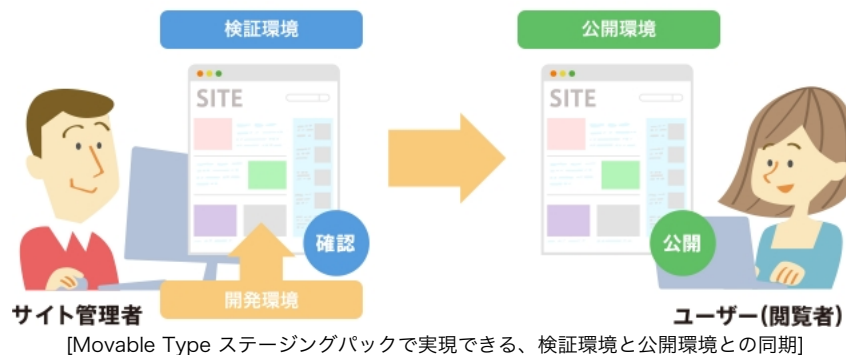 検証環境
公開環境
SITE
SITE
確認
公開
開発環境
サイト管理者
ユーザー(閲覧者)
[Movable Type ステージングパックで実現できる、検証環境と公開環境との同期]